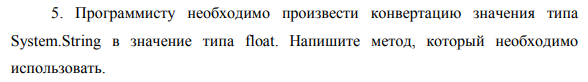 5. Программисту необходимо произвести конвертацию значения типа
System.String в значение типа float. Напишите метод, который необходимо
использовать.